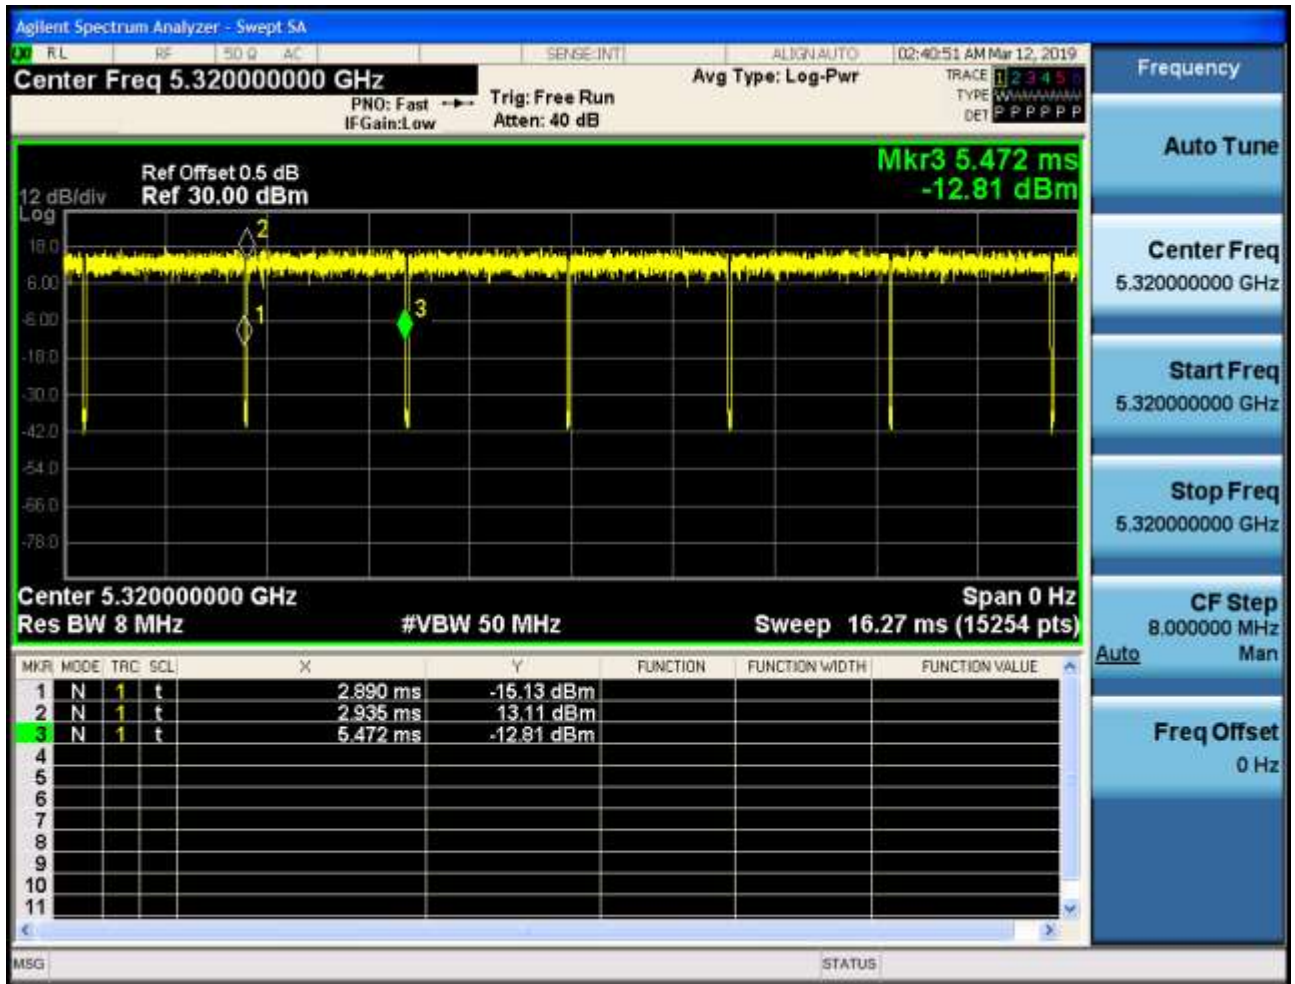 Agilent Spectrum Analyzer - Swept SA
RL RF 50 Ω AC SENSE:INT ALIGN AUTO 02:40:51 AM Mar 12, 2019
Center Freq 5.320000000 GHz
PNO: Fast
IFGain:Low
Trig: Free Run
Atten: 40 dB
Avg Type: Log-Pwr
TRACE 1 2 3 4 5 6
TYPE
DET P P P P P P
Mkr3 5.472 ms
-12.81 dBm
Ref Offset 0.5 dB
12 dB/div Ref 30.00 dBm
Log
18.0
6.00
-6.00
-18.0
-30.0
-42.0
-54.0
-66.0
-78.0
2
1
3
Center 5.320000000 GHz Span 0 Hz
Res BW 8 MHz #VBW 50 MHz Sweep 16.27 ms (15254 pts)
MKR MODE TRC SCL X Y FUNCTION FUNCTION WIDTH FUNCTION VALUE
1 N 1 t 2.890 ms -15.13 dBm
2 N 1 t 2.935 ms 13.11 dBm
3 N 1 t 5.472 ms -12.81 dBm
4
5
6
7
8
9
10
11
MSG STATUS
Frequency
Auto Tune
Center Freq
5.320000000 GHz
Start Freq
5.320000000 GHz
Stop Freq
5.320000000 GHz
CF Step
8.000000 MHz
Auto Man
Freq Offset
0 Hz